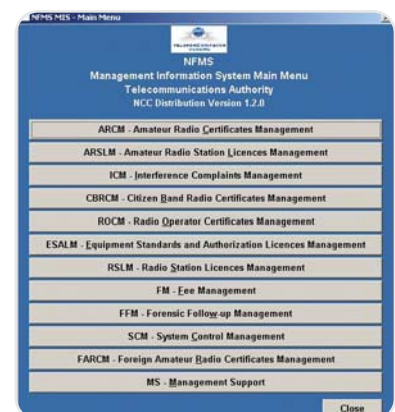 NFMS MIS - Main Menu
NFMS
Management Information System Main Menu
Telecommunications Authority
NCC Distribution Version 1.2.0
ARCM - Amateur Radio Certificates Management
ARSLM - Amateur Radio Station Licences Management
ICM - Interference Complaints Management
CBRCM - Citizen Band Radio Certificates Management
ROCM - Radio Operator Certificates Management
ESALM - Equipment Standards and Authorization Licences Management
RSLM - Radio Station Licences Management
FM - Fee Management
FFM - Forensic Follow-up Management
SCM - System Control Management
FARCM - Foreign Amateur Radio Certificates Management
MS - Management Support
Close